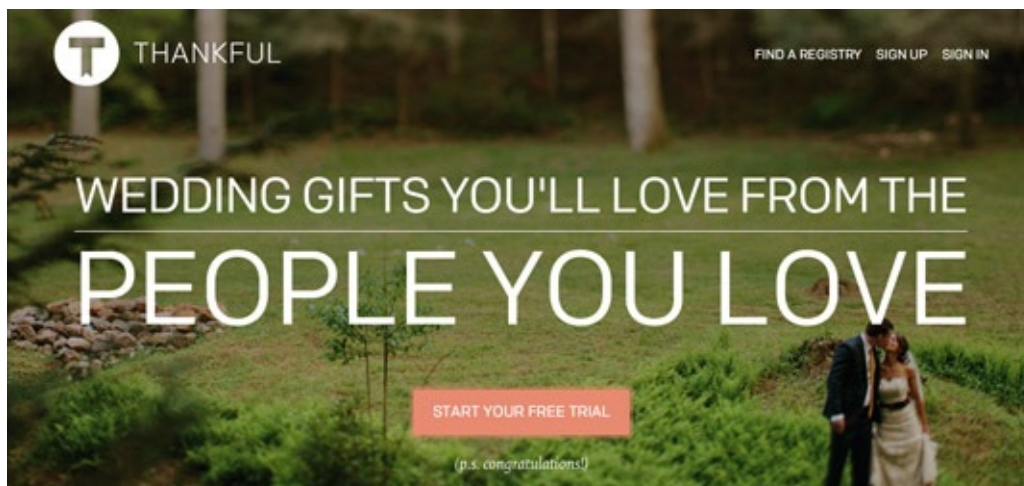 THANKFUL
FIND A REGISTRY SIGN UP SIGN IN
WEDDING GIFTS YOU'LL LOVE FROM THE
PEOPLE YOU LOVE
START YOUR FREE TRIAL
(p.s. congratulations!)